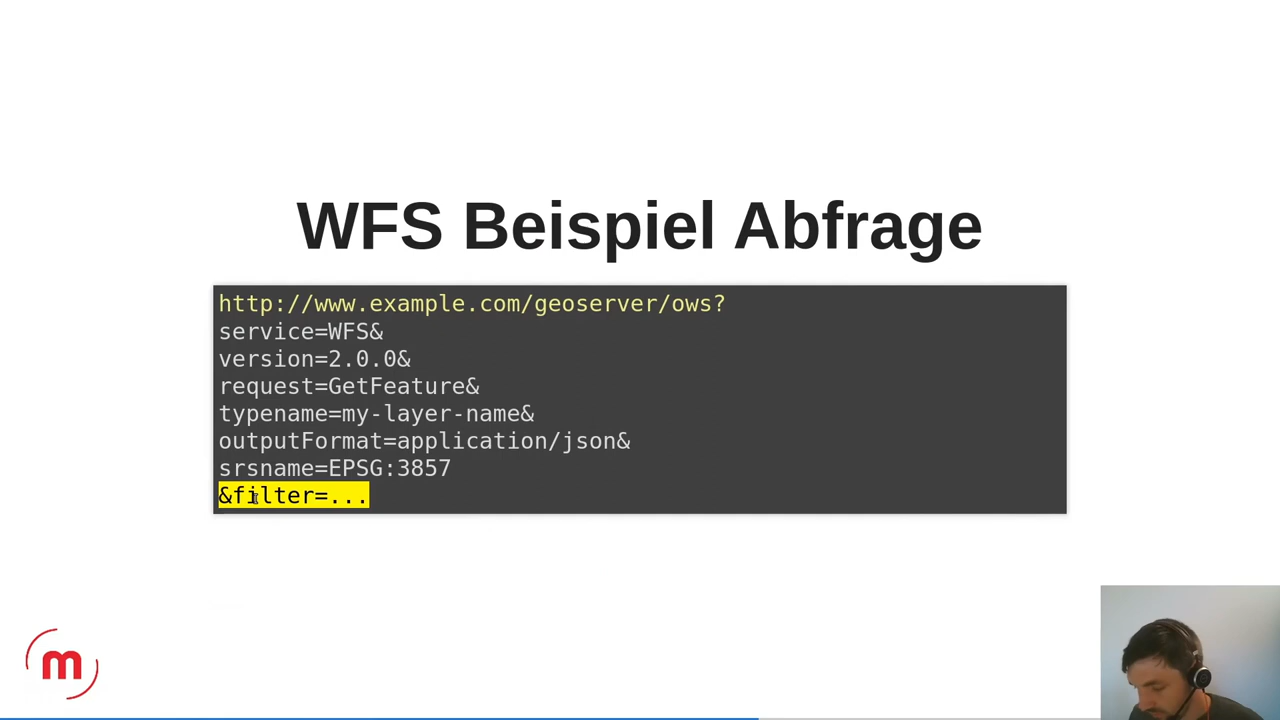 WFS Beispiel Abfrage
http://www.example.com/geoserver/ows?
service=WFS&
version=2.0.0&
request=GetFeature&
typename=my-layer-name&
outputFormat=application/json&
srsname=EPSG:3857
&filter=...
m